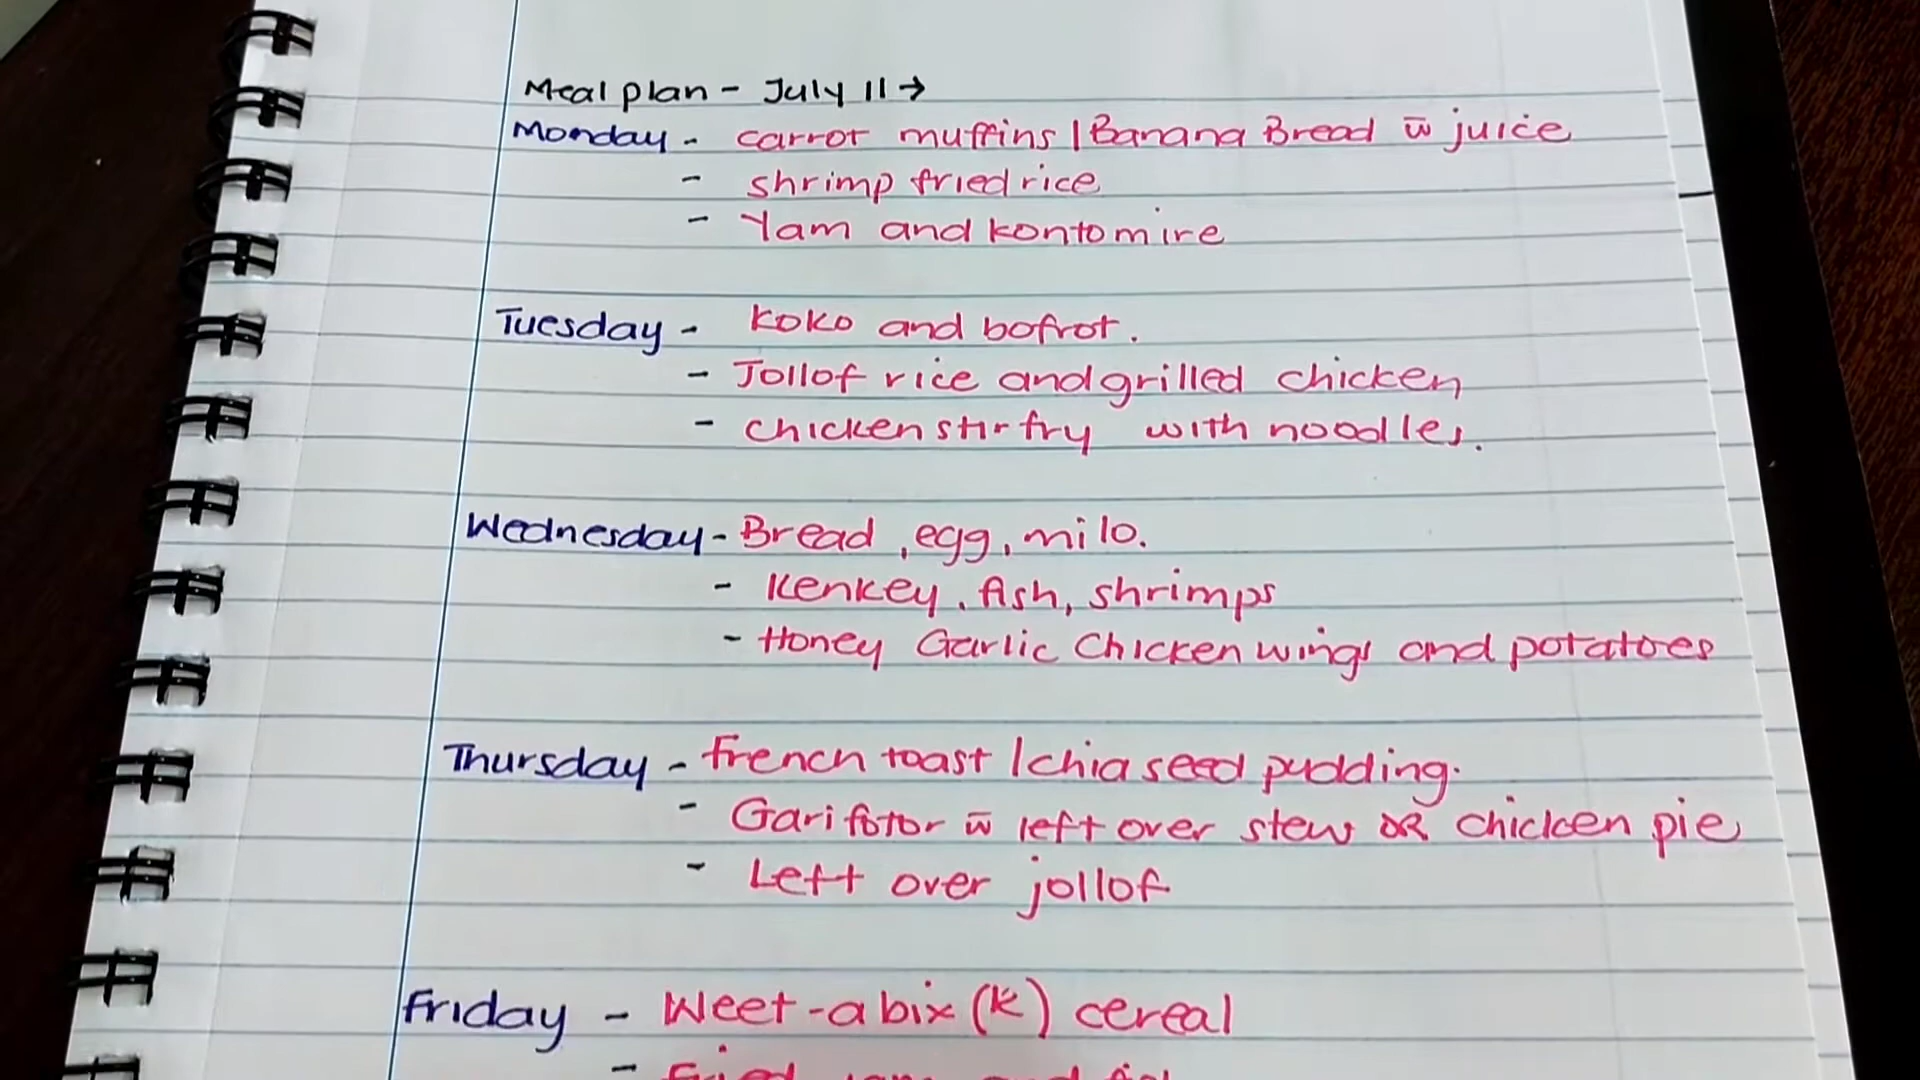 Meal plan - July 11 →
Monday - carrot muffins | Banana Bread w̄ juice
- shrimp fried rice
- Yam and kontomire
Tuesday - koko and bofrot.
- Jollof rice and grilled chicken
- chicken stir fry with noodles.
Wednesday - Bread, egg, milo.
- Kenkey, fish, shrimps
- Honey Garlic Chicken wings and potatoes
Thursday - French toast | chia seed pudding.
- Gari fotor w̄ left over stew OR chicken pie
- Left over jollof
Friday - Weet-a bix (K) cereal
- Fried yam and